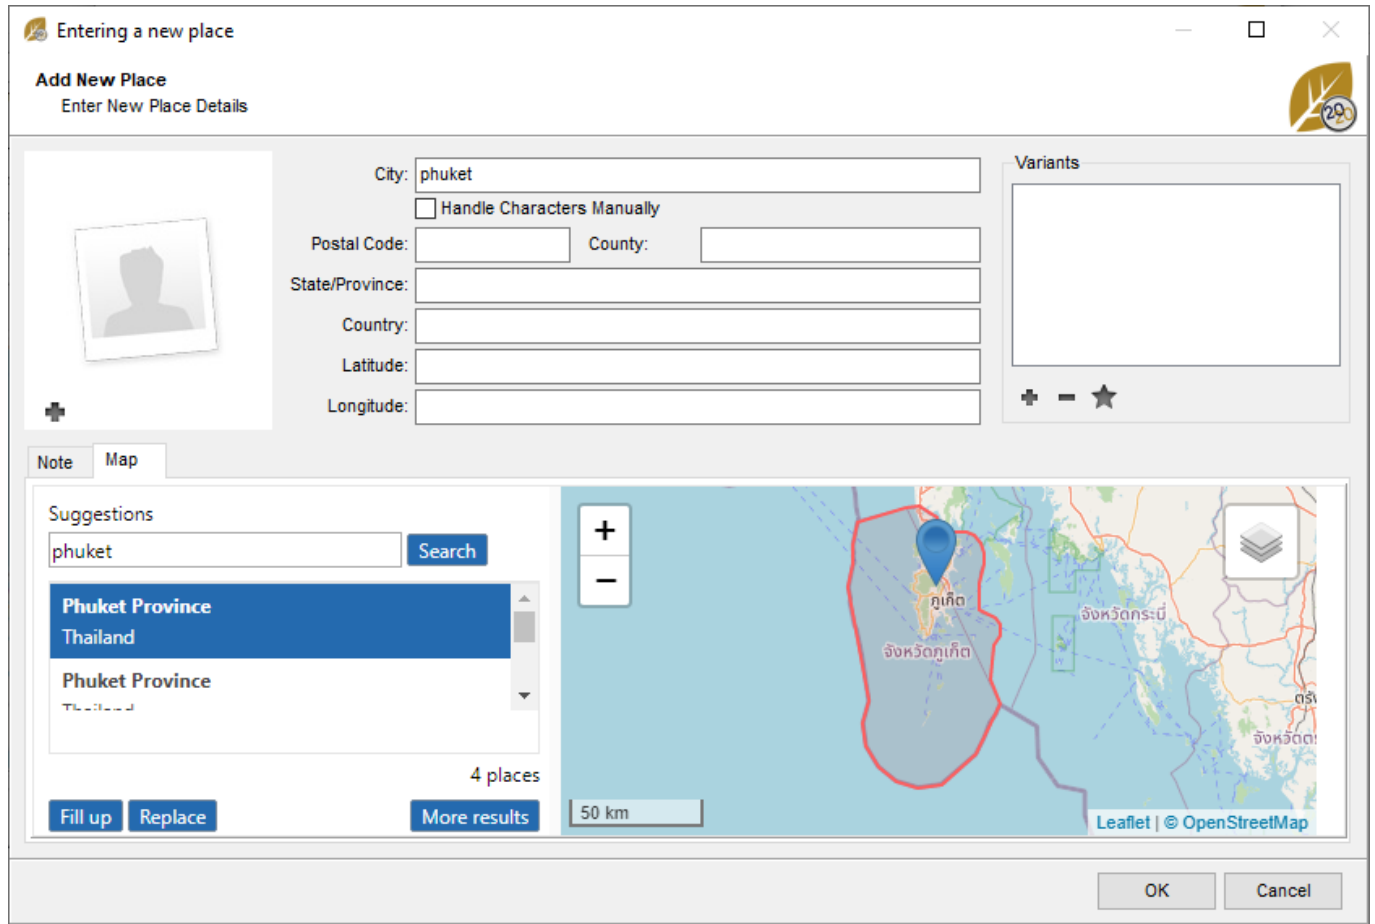 Entering a new place
Add New Place
Enter New Place Details
2020
City: phuket
Handle Characters Manually
Postal Code:
County:
State/Province:
Country:
Latitude:
Longitude:
Variants
Note
Map
Suggestions
phuket
Search
Phuket Province
Thailand
Phuket Province
Thailand
4 places
Fill up
Replace
More results
+
−
ภูเก็ต
จังหวัดภูเก็ต
จังหวัดกระบี่
50 km
Leaflet | © OpenStreetMap
OK
Cancel